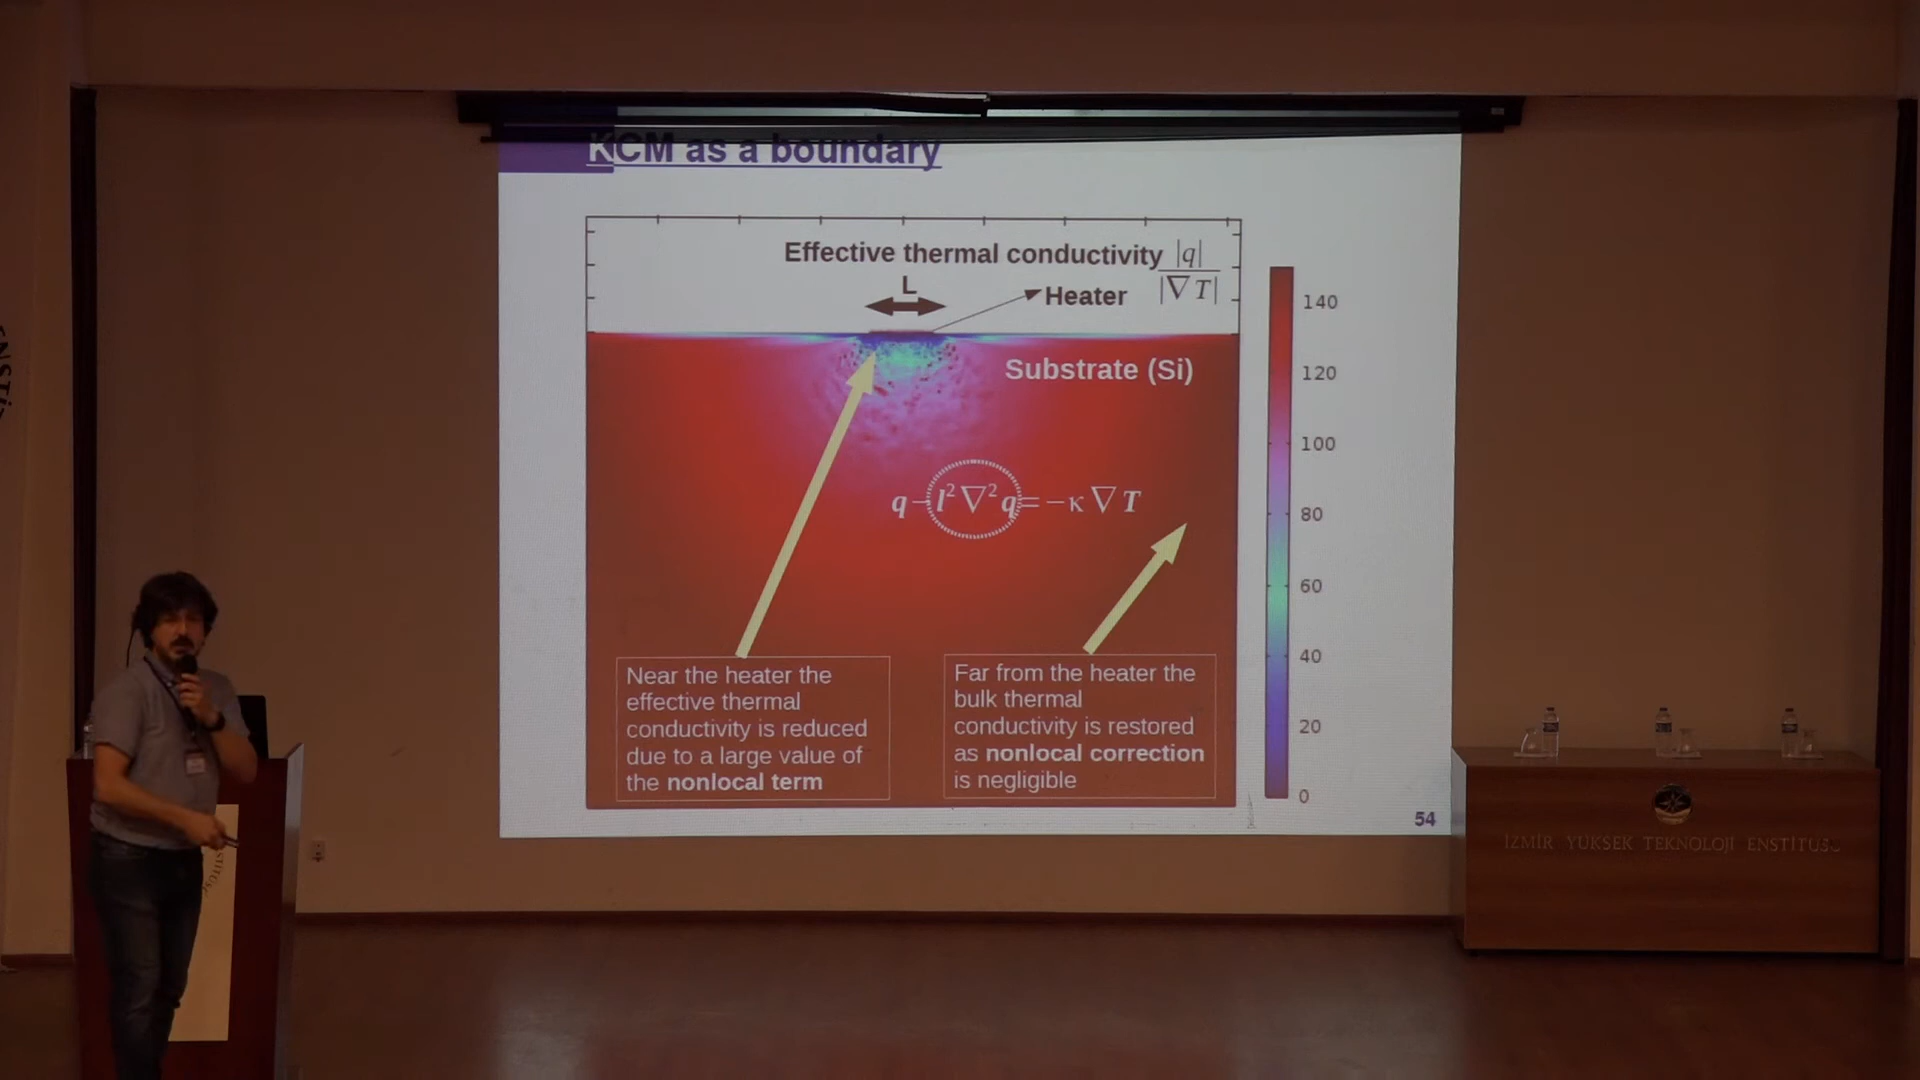 KCM as a boundary
Effective thermal conductivity |q| / |∇T|
L
Heater
Substrate (Si)
q − l² ∇² q = − κ ∇ T
Near the heater the
effective thermal
conductivity is reduced
due to a large value of
the nonlocal term
Far from the heater the
bulk thermal
conductivity is restored
as nonlocal correction
is negligible
140
120
100
80
60
40
20
0
54
İZMİR YÜKSEK TEKNOLOJİ ENSTİTÜSÜ